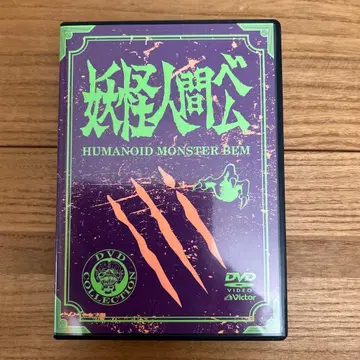 妖怪人間ベム
HUMANOID MONSTER BEM
DVD
COLLECTION
DVD
VIDEO
Victor